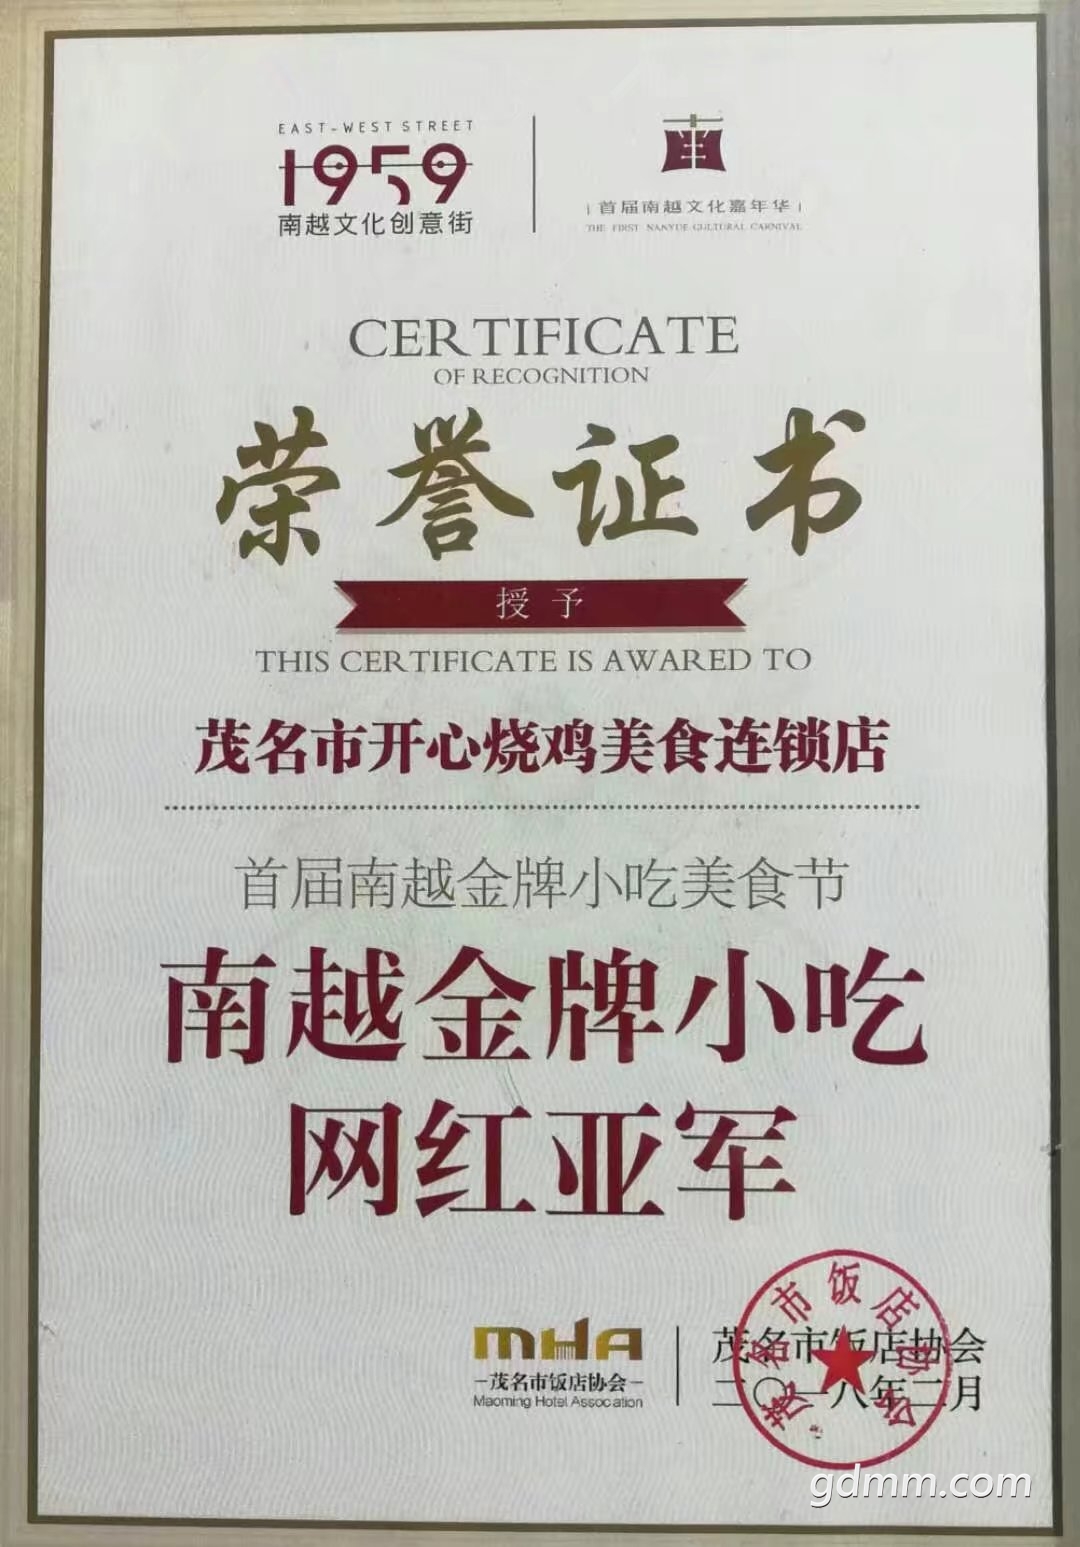 EAST-WEST STREET
1959
南越文化创意街
首届南越文化嘉年华
THE FIRST NANYUE CULTURAL CARNIVAL
CERTIFICATE
OF RECOGNITION
荣誉证书
授予
THIS CERTIFICATE IS AWARED TO
茂名市开心烧鸡美食连锁店
首届南越金牌小吃美食节
南越金牌小吃
网红亚军
MHA
茂名市饭店协会
Maoming Hotel Association
茂名市饭店协会
二〇一八年二月
茂名市饭店协会
gdmm.com